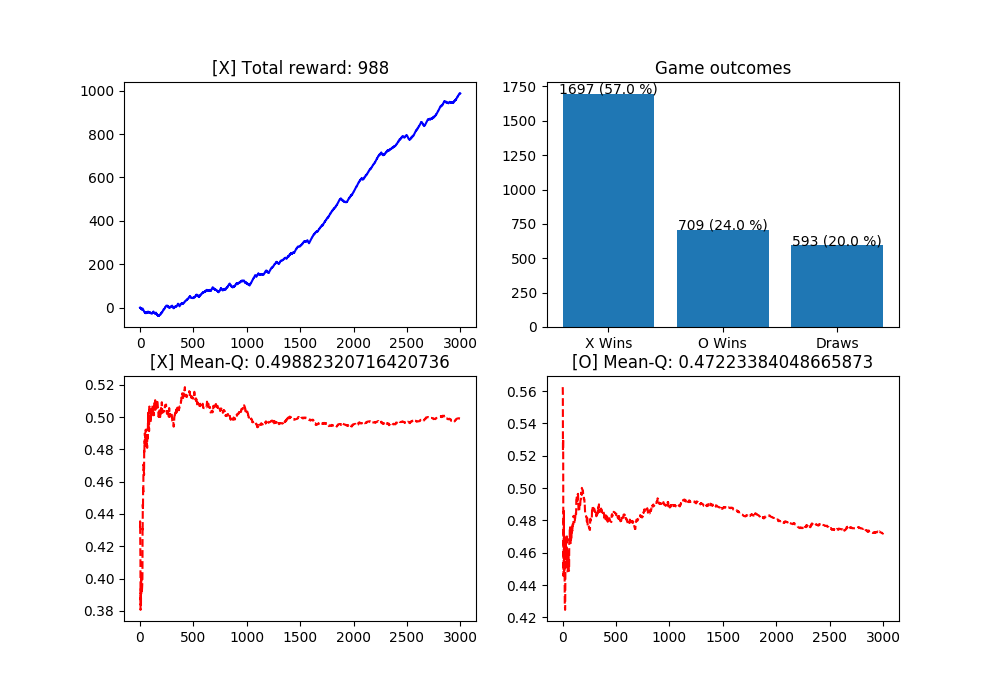 [X] Total reward: 988
1000
800
600
400
200
0
0 500 1000 1500 2000 2500 3000
Game outcomes
1750
1500
1250
1000
750
500
250
0
1697 (57.0 %)
709 (24.0 %)
593 (20.0 %)
X Wins O Wins Draws
[X] Mean-Q: 0.49882320716420736
0.52
0.50
0.48
0.46
0.44
0.42
0.40
0.38
0 500 1000 1500 2000 2500 3000
[O] Mean-Q: 0.47223384048665873
0.56
0.54
0.52
0.50
0.48
0.46
0.44
0.42
0 500 1000 1500 2000 2500 3000